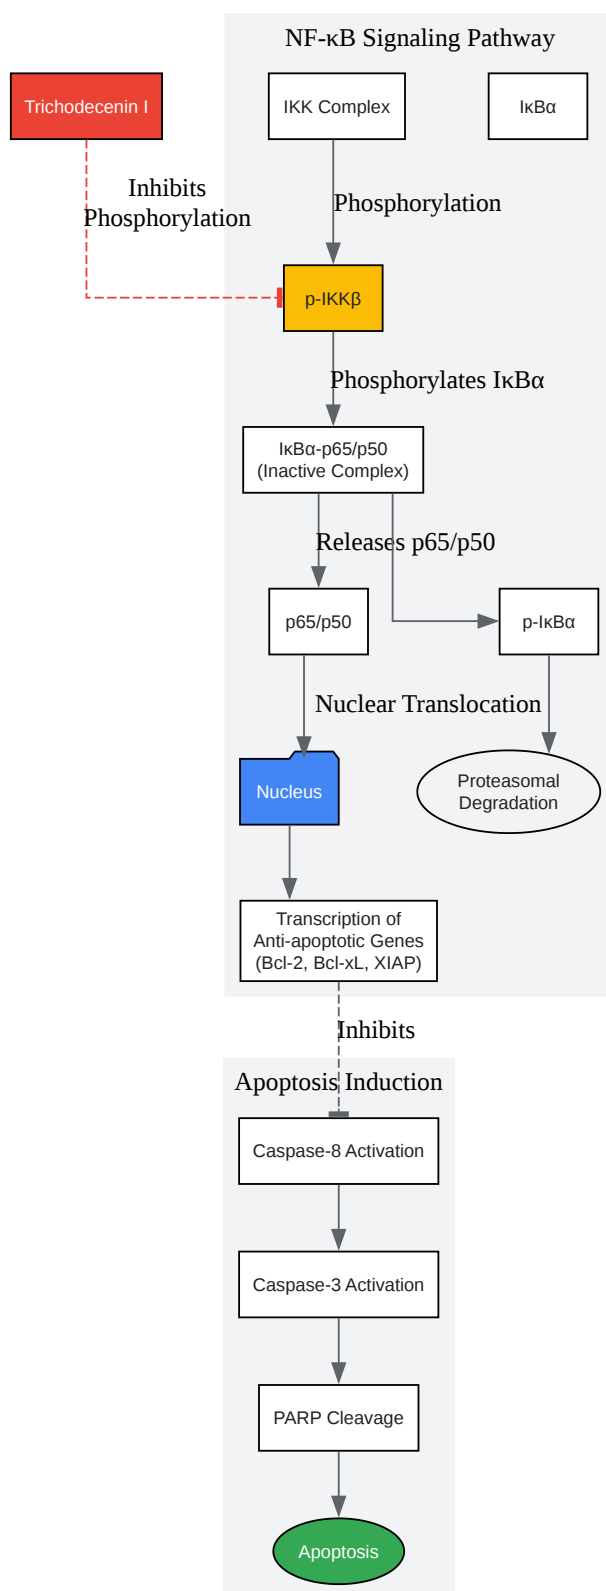 NF-κB Signaling Pathway
Trichodecenin I
IKK Complex
IκBα
Inhibits
Phosphorylation
Phosphorylation
p-IKKβ
Phosphorylates IκBα
IκBα-p65/p50
(Inactive Complex)
Releases p65/p50
p65/p50
p-IκBα
Nuclear Translocation
Nucleus
Proteasomal
Degradation
Transcription of
Anti-apoptotic Genes
(Bcl-2, Bcl-xL, XIAP)
Inhibits
Apoptosis Induction
Caspase-8 Activation
Caspase-3 Activation
PARP Cleavage
Apoptosis